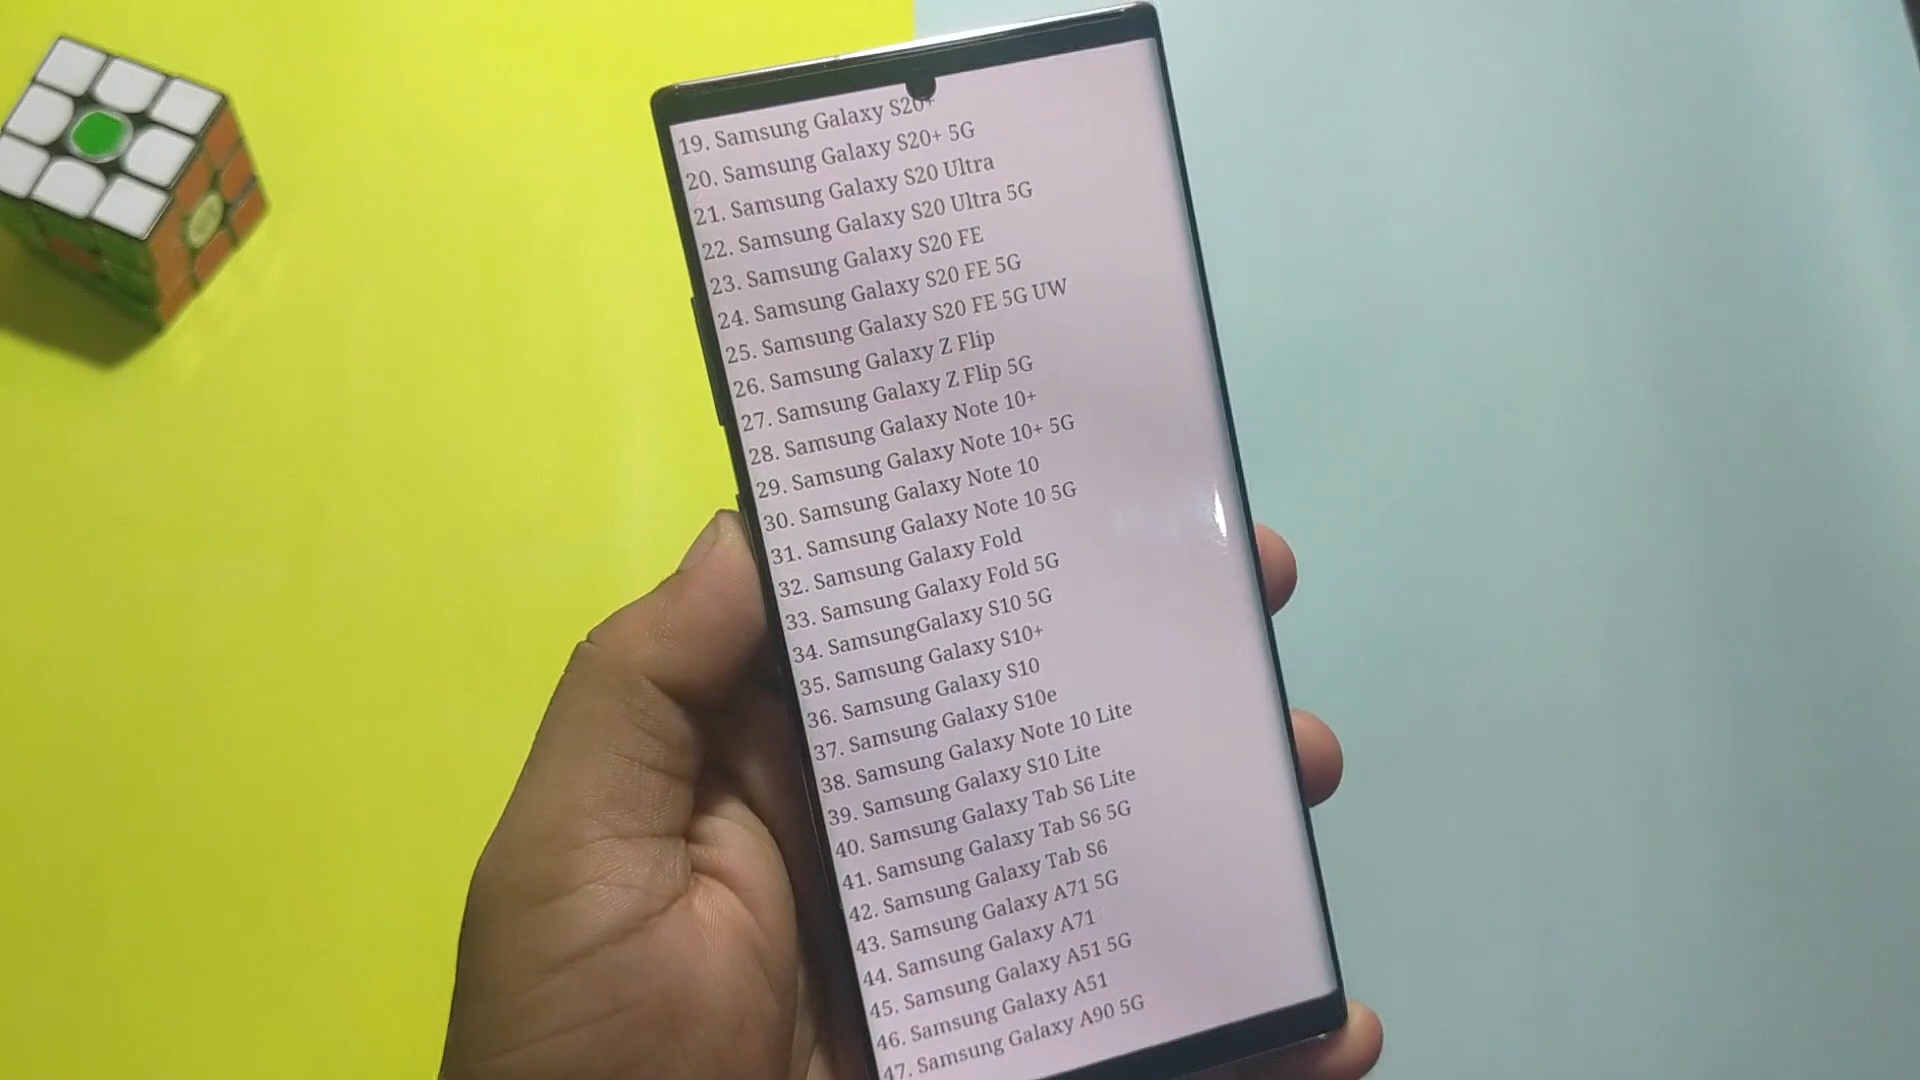 19. Samsung Galaxy S20+
20. Samsung Galaxy S20+ 5G
21. Samsung Galaxy S20 Ultra
22. Samsung Galaxy S20 Ultra 5G
23. Samsung Galaxy S20 FE
24. Samsung Galaxy S20 FE 5G
25. Samsung Galaxy S20 FE 5G UW
26. Samsung Galaxy Z Flip
27. Samsung Galaxy Z Flip 5G
28. Samsung Galaxy Note 10+
29. Samsung Galaxy Note 10+ 5G
30. Samsung Galaxy Note 10
31. Samsung Galaxy Note 10 5G
32. Samsung Galaxy Fold
33. Samsung Galaxy Fold 5G
34. SamsungGalaxy S10 5G
35. Samsung Galaxy S10+
36. Samsung Galaxy S10
37. Samsung Galaxy S10e
38. Samsung Galaxy Note 10 Lite
39. Samsung Galaxy S10 Lite
40. Samsung Galaxy Tab S6 Lite
41. Samsung Galaxy Tab S6 5G
42. Samsung Galaxy Tab S6
43. Samsung Galaxy A71 5G
44. Samsung Galaxy A71
45. Samsung Galaxy A51 5G
46. Samsung Galaxy A51
47. Samsung Galaxy A90 5G